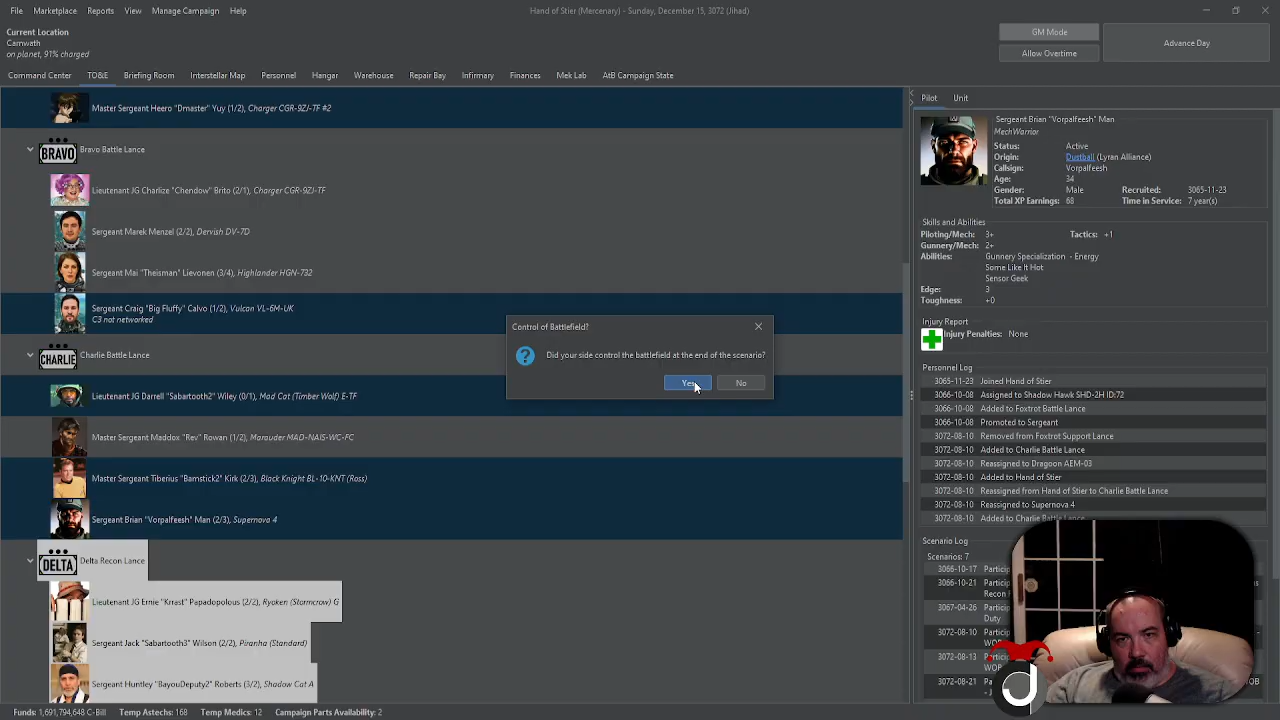 File Marketplace Reports View Manage Campaign Help
Hand of Stier (Mercenary) - Sunday, December 15, 3072 (Jihad)
Current Location
Carnwath
on planet, 91% charged
GM Mode
Allow Overtime
Advance Day
Command Center TO&E Briefing Room Interstellar Map Personnel Hangar Warehouse Repair Bay Infirmary Finances Mek Lab AtB Campaign State
Master Sergeant Heero "Dmaster" Yuy (1/2), Charger CGR-9ZJ-TF #2
BRAVO Bravo Battle Lance
Lieutenant JG Charlize "Chendow" Brito (2/1), Charger CGR-9ZJ-TF
Sergeant Marek Menzel (2/2), Dervish DV-7D
Sergeant Mai "Theisman" Lievonen (3/4), Highlander HGN-732
Sergeant Craig "Big Fluffy" Calvo (1/2), Vulcan VL-6M-UK
C3 not networked
CHARLIE Charlie Battle Lance
Lieutenant JG Darrell "Sabartooth2" Wiley (0/1), Mad Cat (Timber Wolf) E-TF
Master Sergeant Maddox "Rev" Rowan (1/2), Marauder MAD-NAIS-WC-FC
Master Sergeant Tiberius "Bamstick2" Kirk (2/3), Black Knight BL-10-KNT (Ross)
Sergeant Brian "Vorpalfeesh" Man (2/3), Supernova 4
DELTA Delta Recon Lance
Lieutenant JG Ernie "Krrast" Papadopolous (2/2), Ryoken (Stormcrow) G
Sergeant Jack "Sabartooth3" Wilson (2/2), Piranha (Standard)
Sergeant Huntley "BayouDeputy2" Roberts (3/2), Shadow Cat A
Control of Battlefield?
Did your side control the battlefield at the end of the scenario?
Yes No
Pilot Unit
Sergeant Brian "Vorpalfeesh" Man
MechWarrior
Status: Active
Origin: Dustball (Lyran Alliance)
Callsign: Vorpalfeesh
Age: 34
Gender: Male Recruited: 3065-11-23
Total XP Earnings: 68 Time in Service: 7 year(s)
Skills and Abilities
Piloting/Mech: 3+ Tactics: +1
Gunnery/Mech: 2+
Abilities: Gunnery Specialization - Energy
Some Like It Hot
Sensor Geek
Edge: 3
Toughness: +0
Injury Report
Injury Penalties: None
Personnel Log
3065-11-23 Joined Hand of Stier
3066-10-08 Assigned to Shadow Hawk SHD-2H ID:72
3066-10-08 Added to Foxtrot Battle Lance
3066-10-08 Promoted to Sergeant
3072-08-10 Removed from Foxtrot Support Lance
3072-08-10 Added to Charlie Battle Lance
3072-08-10 Reassigned to Dragoon AEM-03
3072-08-10 Added to Hand of Stier
3072-08-10 Reassigned from Hand of Stier to Charlie Battle Lance
3072-08-10 Reassigned to Supernova 4
3072-08-10 Added to Charlie Battle Lance
Scenario Log
Scenarios: 7
3066-10-17 Partici
3066-10-21 Partici
Recon R
3067-04-26 Partici
Duty
3072-08-10 Partici
WOB
3072-08-13 Partici
WOB
3072-08-21 Partici
Funds: 1,691,794,648 C-Bill Temp Astechs: 168 Temp Medics: 12 Campaign Parts Availability: 2